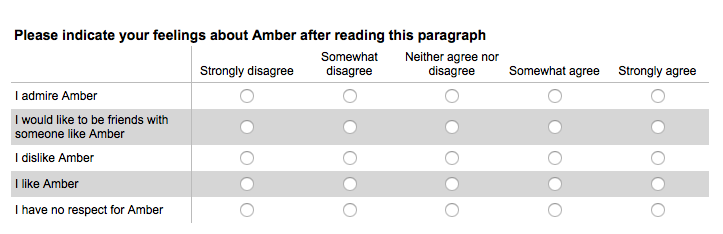 Please indicate your feelings about Amber after reading this paragraph
Strongly disagree
Somewhat
disagree
Neither agree nor
disagree
Somewhat agree
Strongly agree
I admire Amber
I would like to be friends with
someone like Amber
I dislike Amber
I like Amber
I have no respect for Amber